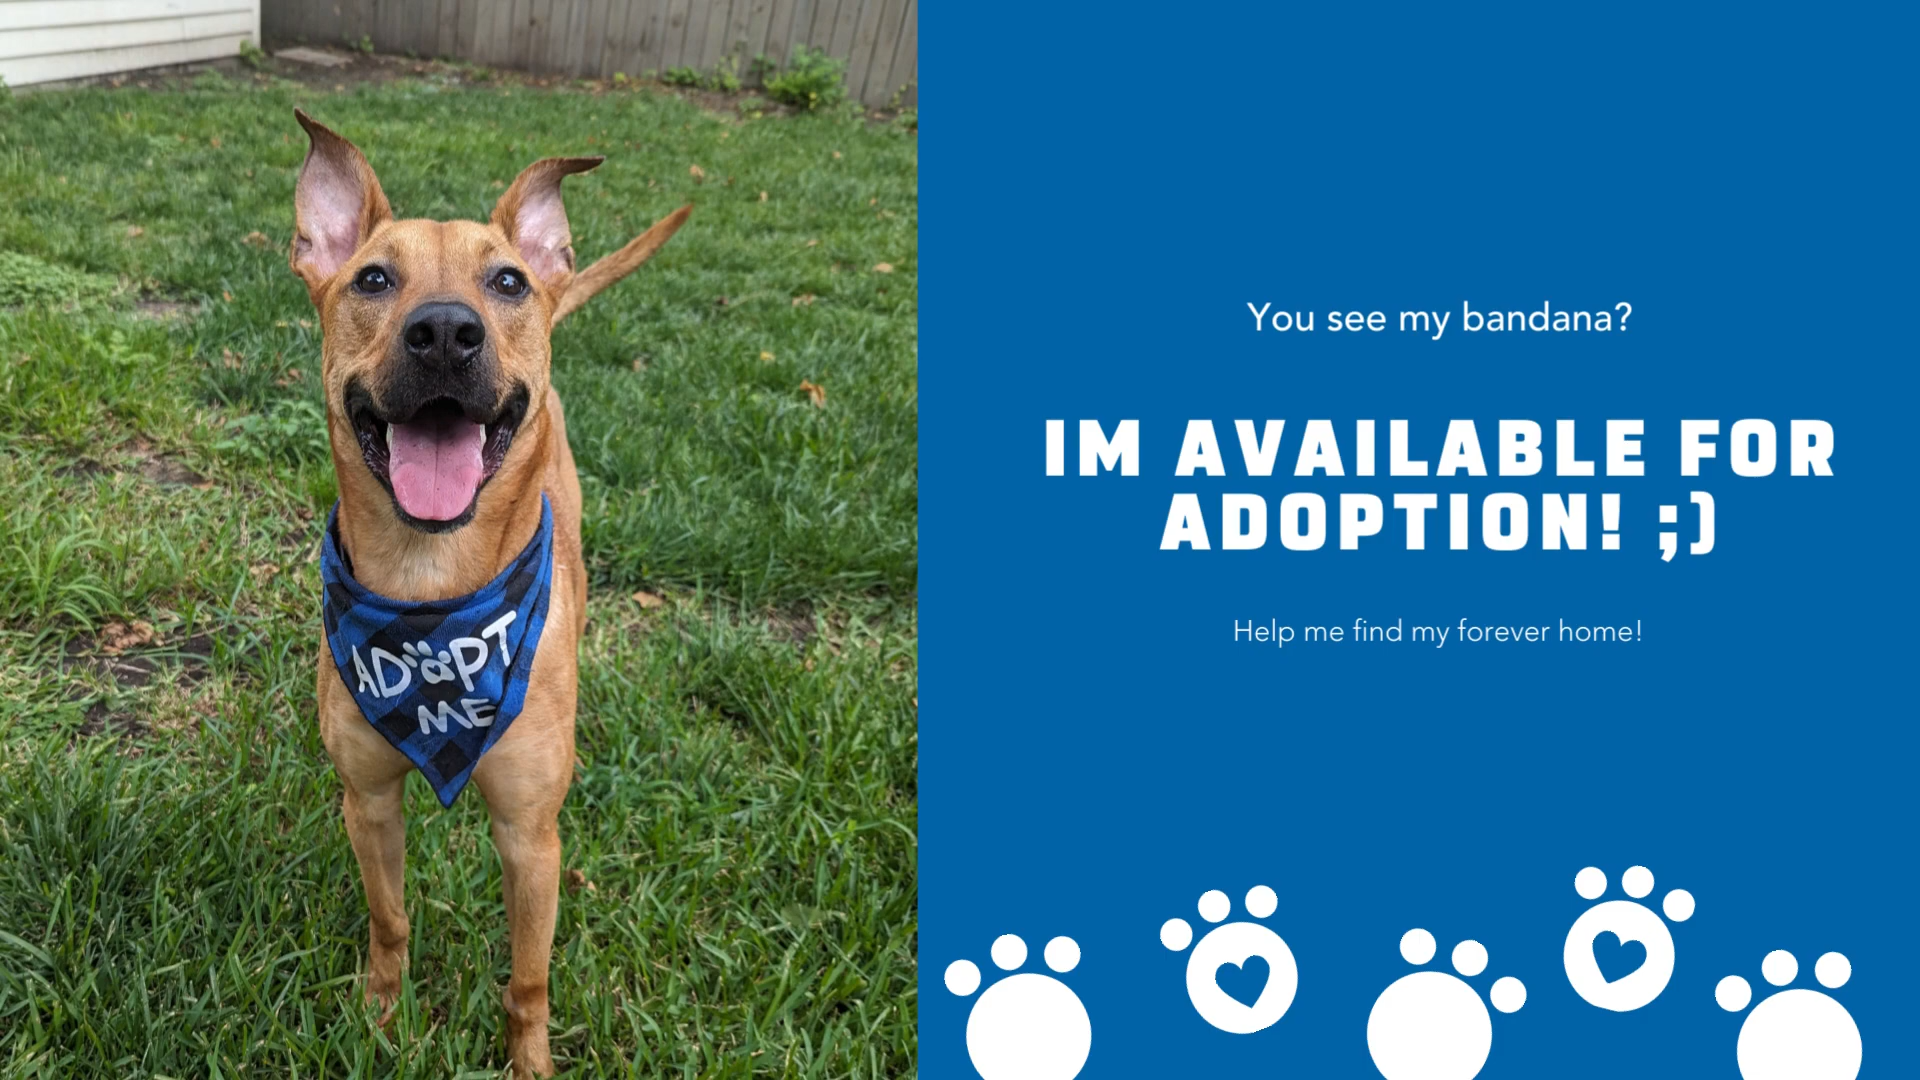 ADOPT
ME
You see my bandana?
IM AVAILABLE FOR
ADOPTION! ;)
Help me find my forever home!